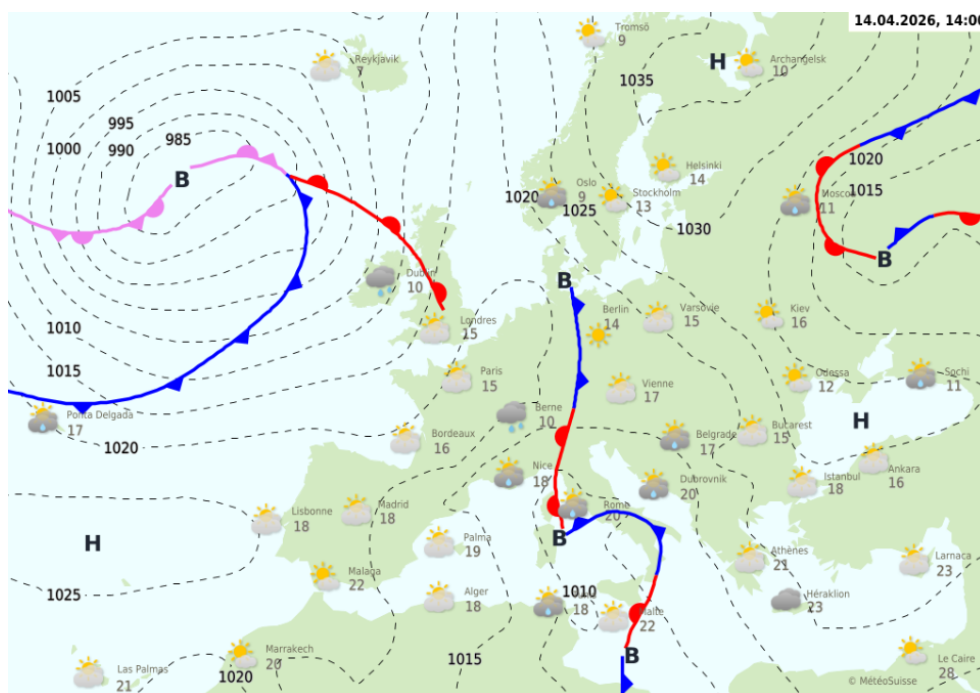 14.04.2026, 14:00
Tromsö
9
Reykjavik
7
H
Archangelsk
10
1035
1005
995
1000
990
985
B
1020
Helsinki
14
1015
Oslo
9
Stockholm
13
1020
1025
Moscou
11
1030
B
Dublin
10
B
Berlin
14
Varsovie
15
Kiev
16
1010
Londres
15
1015
Paris
15
Vienne
17
Odessa
12
Sochi
11
Ponta Delgada
17
Berne
10
H
1020
Bordeaux
16
Belgrade
17
Bucarest
15
Nice
18
Dubrovnik
20
Istanbul
18
Ankara
16
Lisbonne
18
Madrid
18
Rome
20
H
Palma
19
B
Athènes
21
Larnaca
23
Malaga
22
1025
Alger
18
1010
18
Malte
22
Héraklion
23
Marrakech
20
1015
B
Las Palmas
21
1020
Le Caire
28
© MétéoSuisse